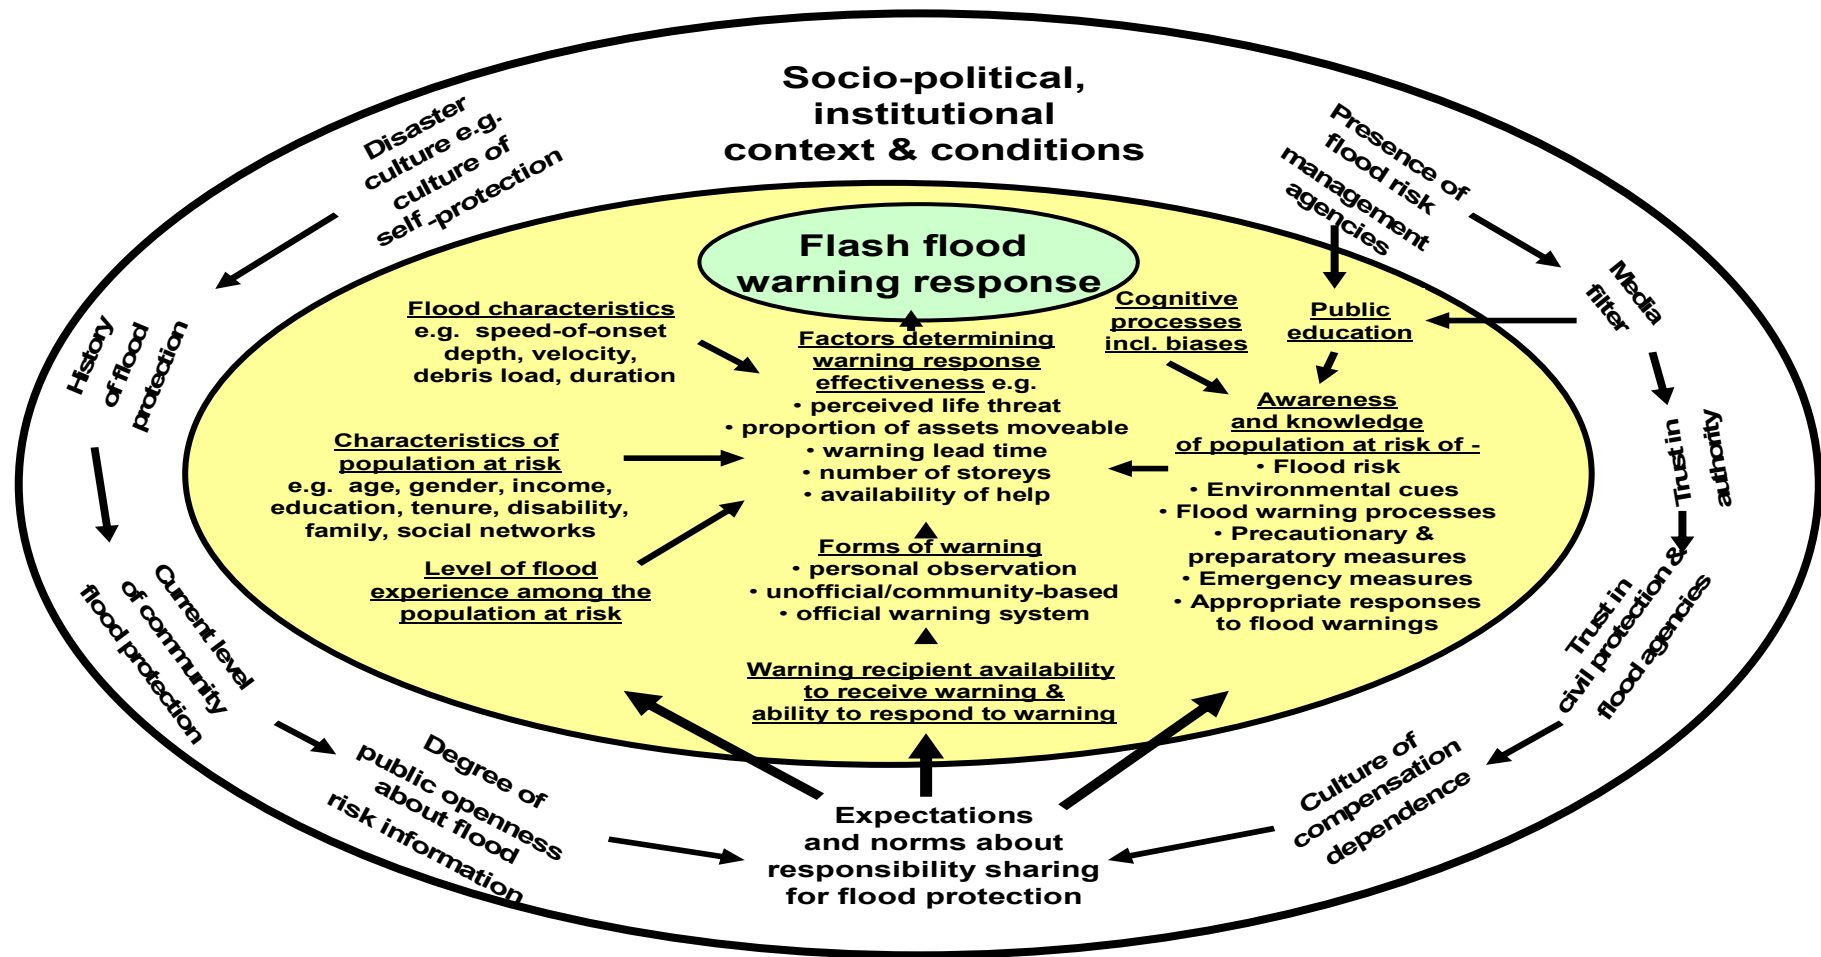 Socio-political,
institutional
context & conditions
Disaster
culture e.g.
culture of
self -protection
History
of flood
protection
Current level
of community
flood protection
Degree of
public openness
about flood
risk information
Expectations
and norms about
responsibility sharing
for flood protection
Presence of
flood risk
management
agencies
Media
filter
Trust in
authority
Trust in
civil protection &
flood agencies
Culture of
compensation
dependence
Flash flood
warning response
Flood characteristics
e.g. speed-of-onset
depth, velocity,
debris load, duration
Characteristics of
population at risk
e.g. age, gender, income,
education, tenure, disability,
family, social networks
Level of flood
experience among the
population at risk
Factors determining
warning response
effectiveness e.g.
• perceived life threat
• proportion of assets moveable
• warning lead time
• number of storeys
• availability of help
Forms of warning
• personal observation
• unofficial/community-based
• official warning system
Warning recipient availability
to receive warning &
ability to respond to warning
Cognitive
processes
incl. biases
Public
education
Awareness
and knowledge
of population at risk of -
• Flood risk
• Environmental cues
• Flood warning processes
• Precautionary &
preparatory measures
• Emergency measures
• Appropriate responses
to flood warnings